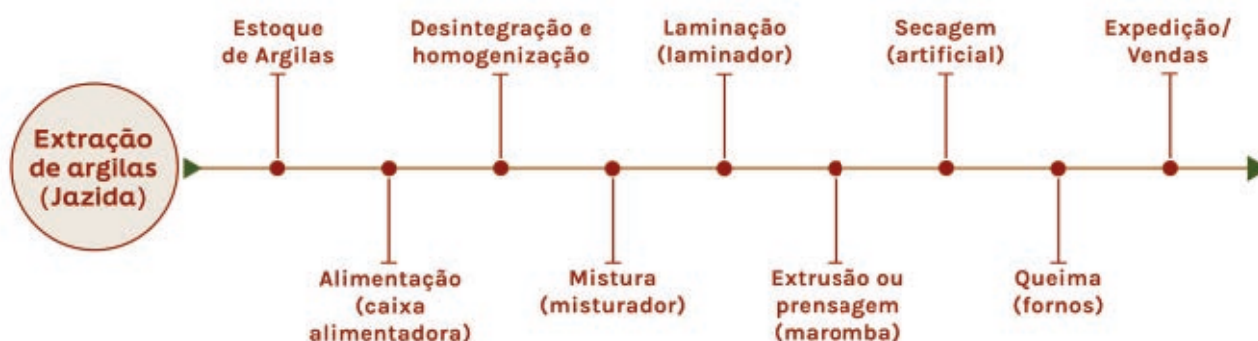 Extração
de argilas
(Jazida)
Estoque
de Argilas
Alimentação
(caixa
alimentadora)
Desintegração e
homogenização
Mistura
(misturador)
Laminação
(laminador)
Extrusão ou
prensagem
(maromba)
Secagem
(artificial)
Queima
(fornos)
Expedição/
Vendas